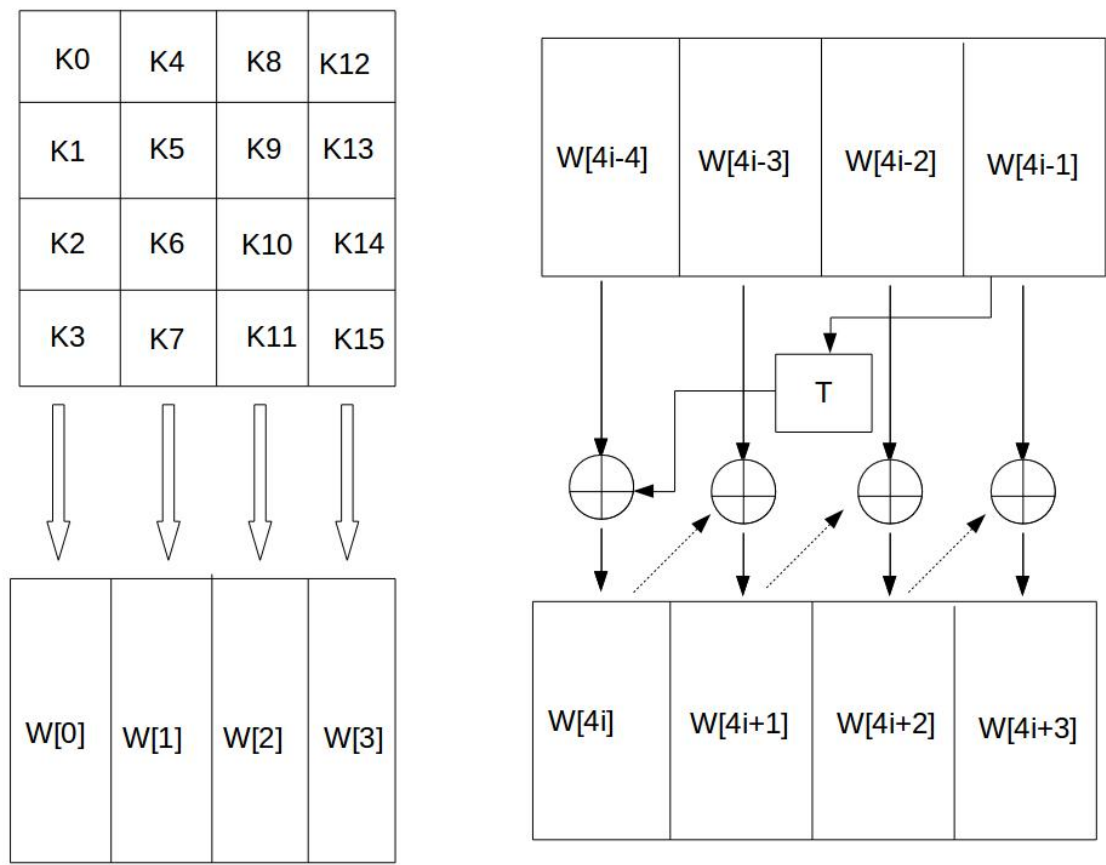 K0 K4 K8 K12
K1 K5 K9 K13
K2 K6 K10 K14
K3 K7 K11 K15
W[0] W[1] W[2] W[3]
W[4i-4] W[4i-3] W[4i-2] W[4i-1]
T
W[4i] W[4i+1] W[4i+2] W[4i+3]